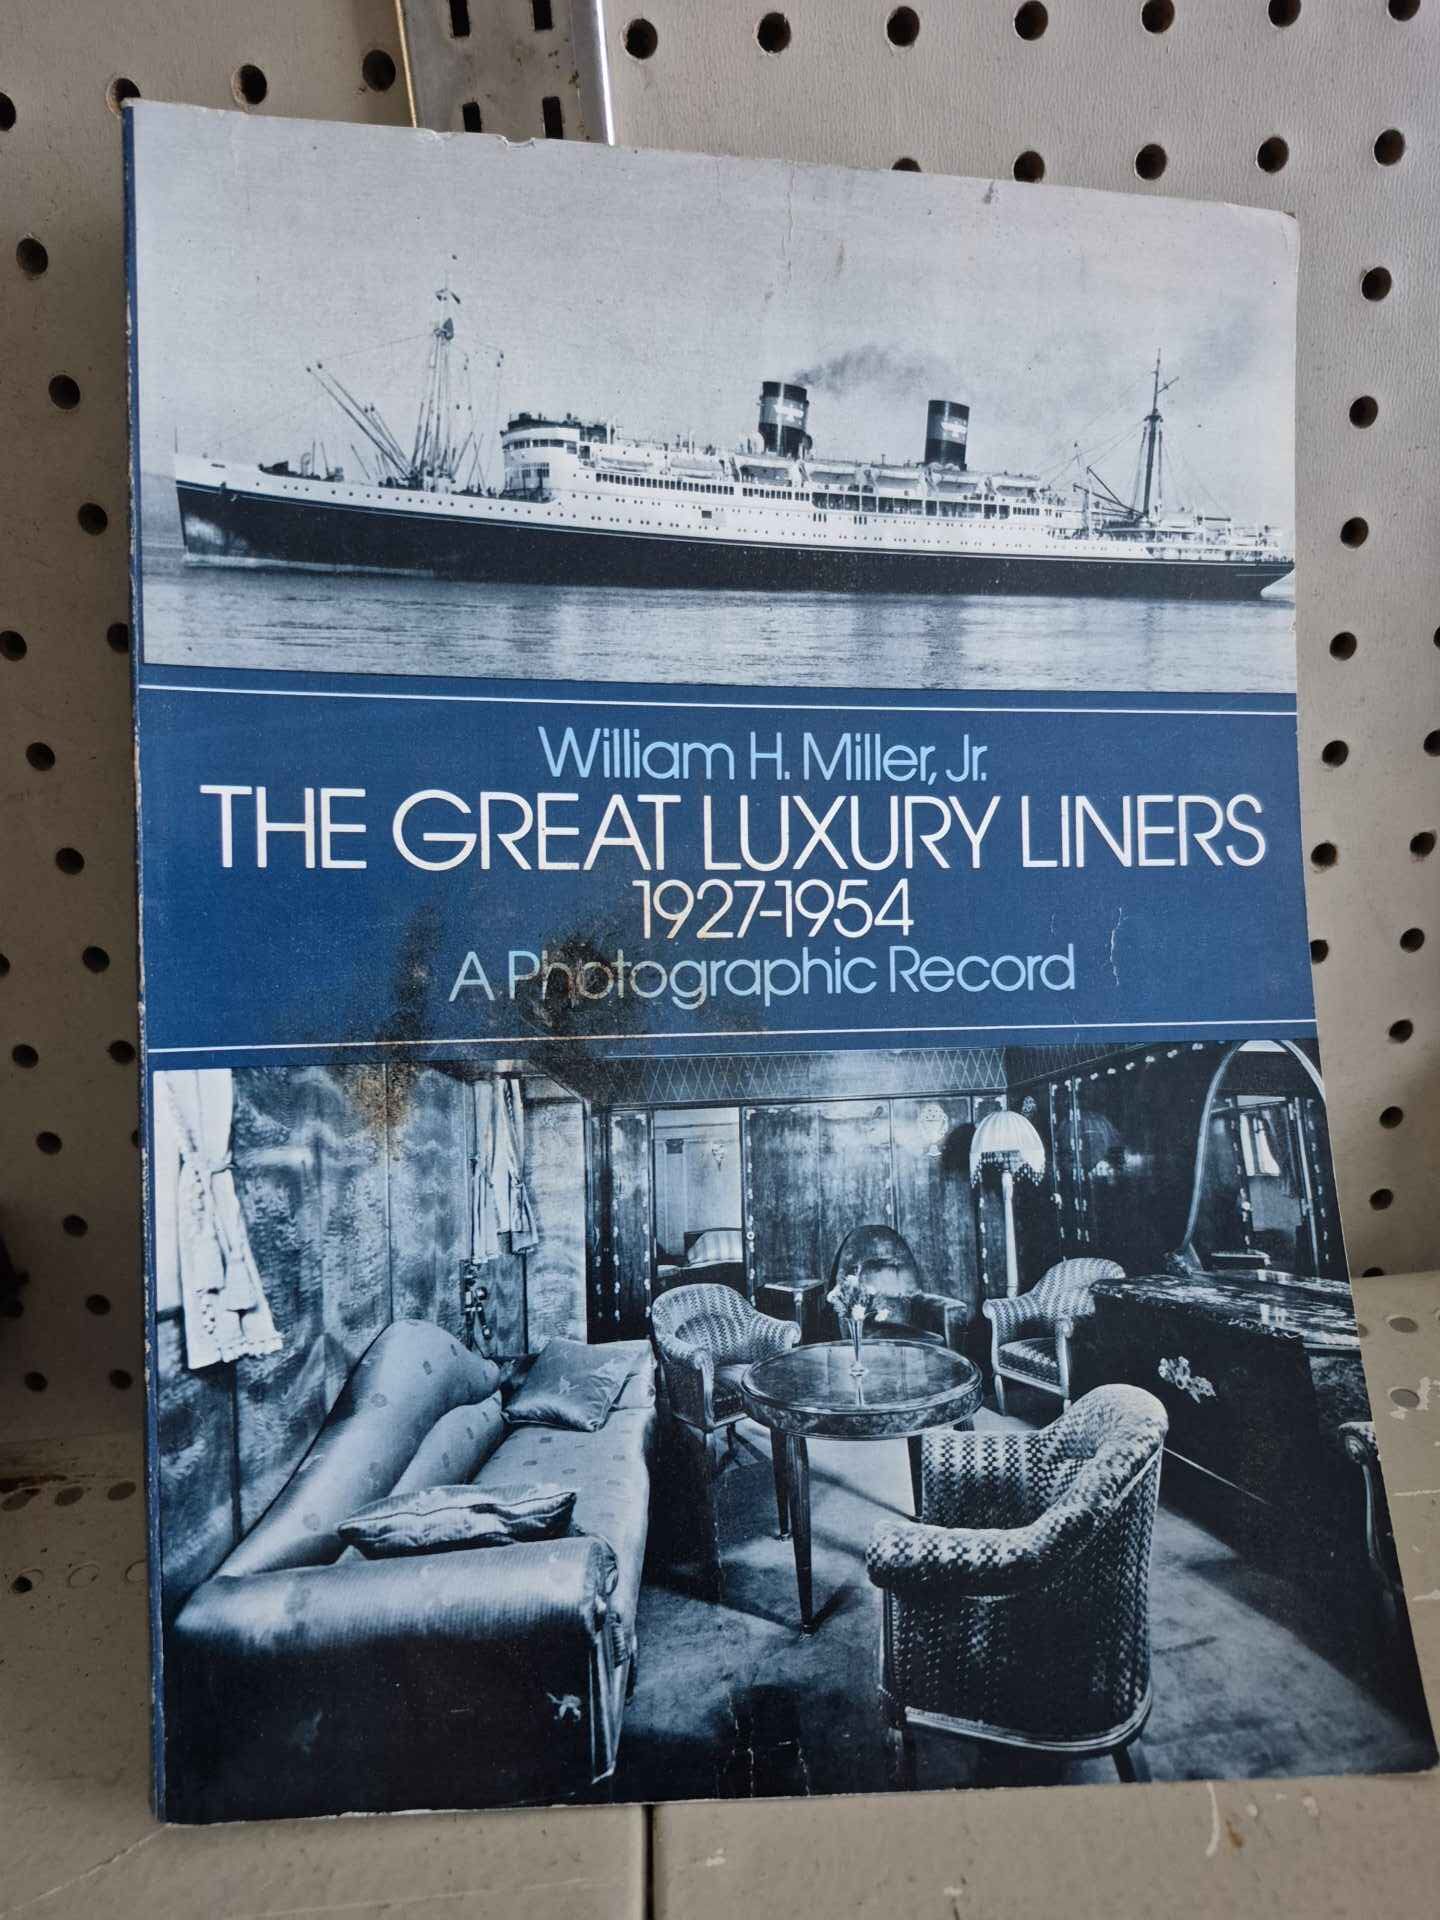 William H. Miller, Jr.
THE GREAT LUXURY LINERS
1927-1954
A Photographic Record